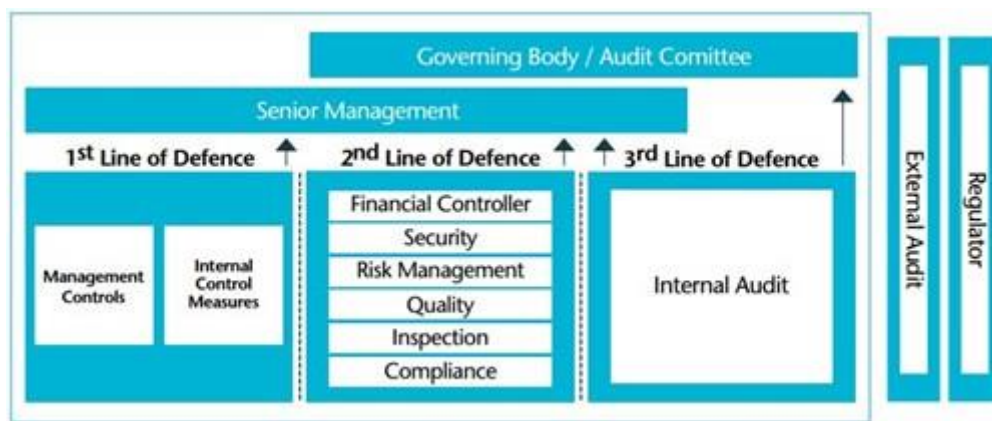 Governing Body / Audit Comittee
Senior Management
1st Line of Defence
2nd Line of Defence
3rd Line of Defence
Management
Controls
Internal
Control
Measures
Financial Controller
Security
Risk Management
Quality
Inspection
Compliance
Internal Audit
External Audit
Regulator